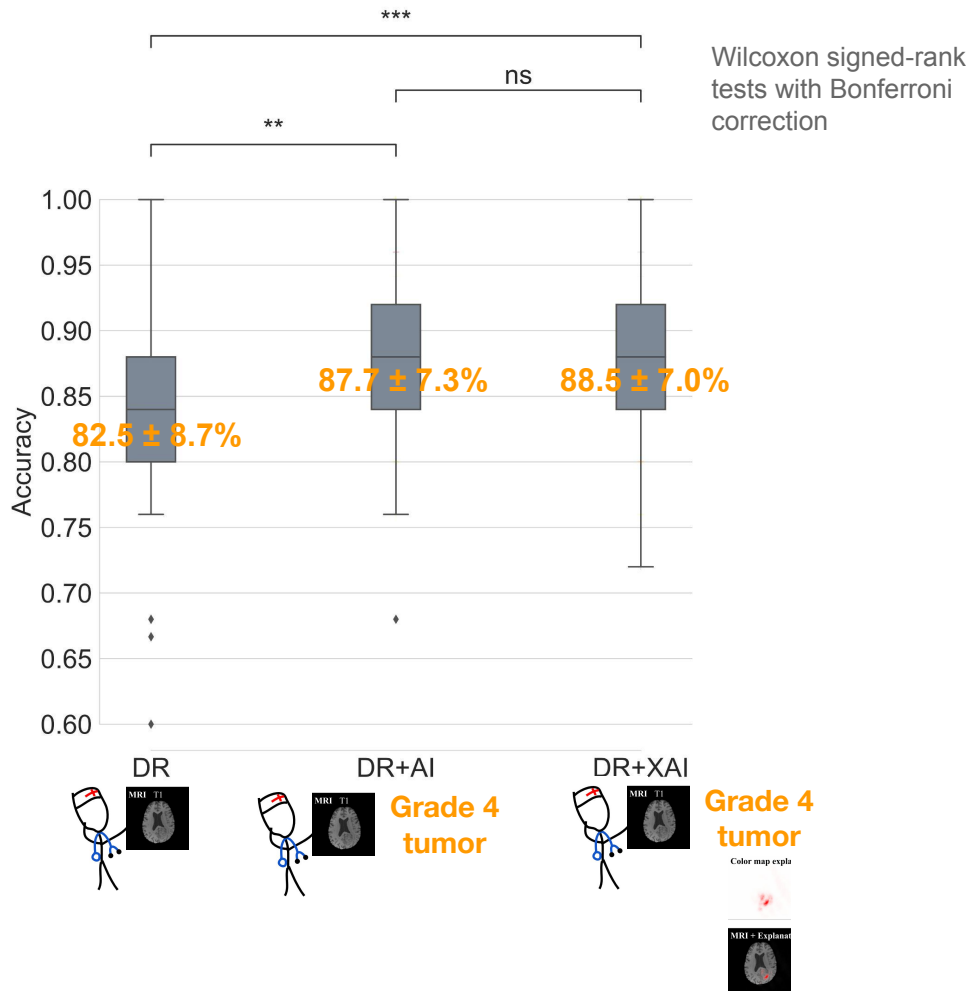 ***
ns
**
Wilcoxon signed-rank
tests with Bonferroni
correction
Accuracy
1.00
0.95
0.90
0.85
0.80
0.75
0.70
0.65
0.60
82.5 ± 8.7%
87.7 ± 7.3%
88.5 ± 7.0%
DR
DR+AI
DR+XAI
MRI T1
MRI T1
Grade 4
tumor
MRI T1
Grade 4
tumor
Color map expla
MRI + Explanat